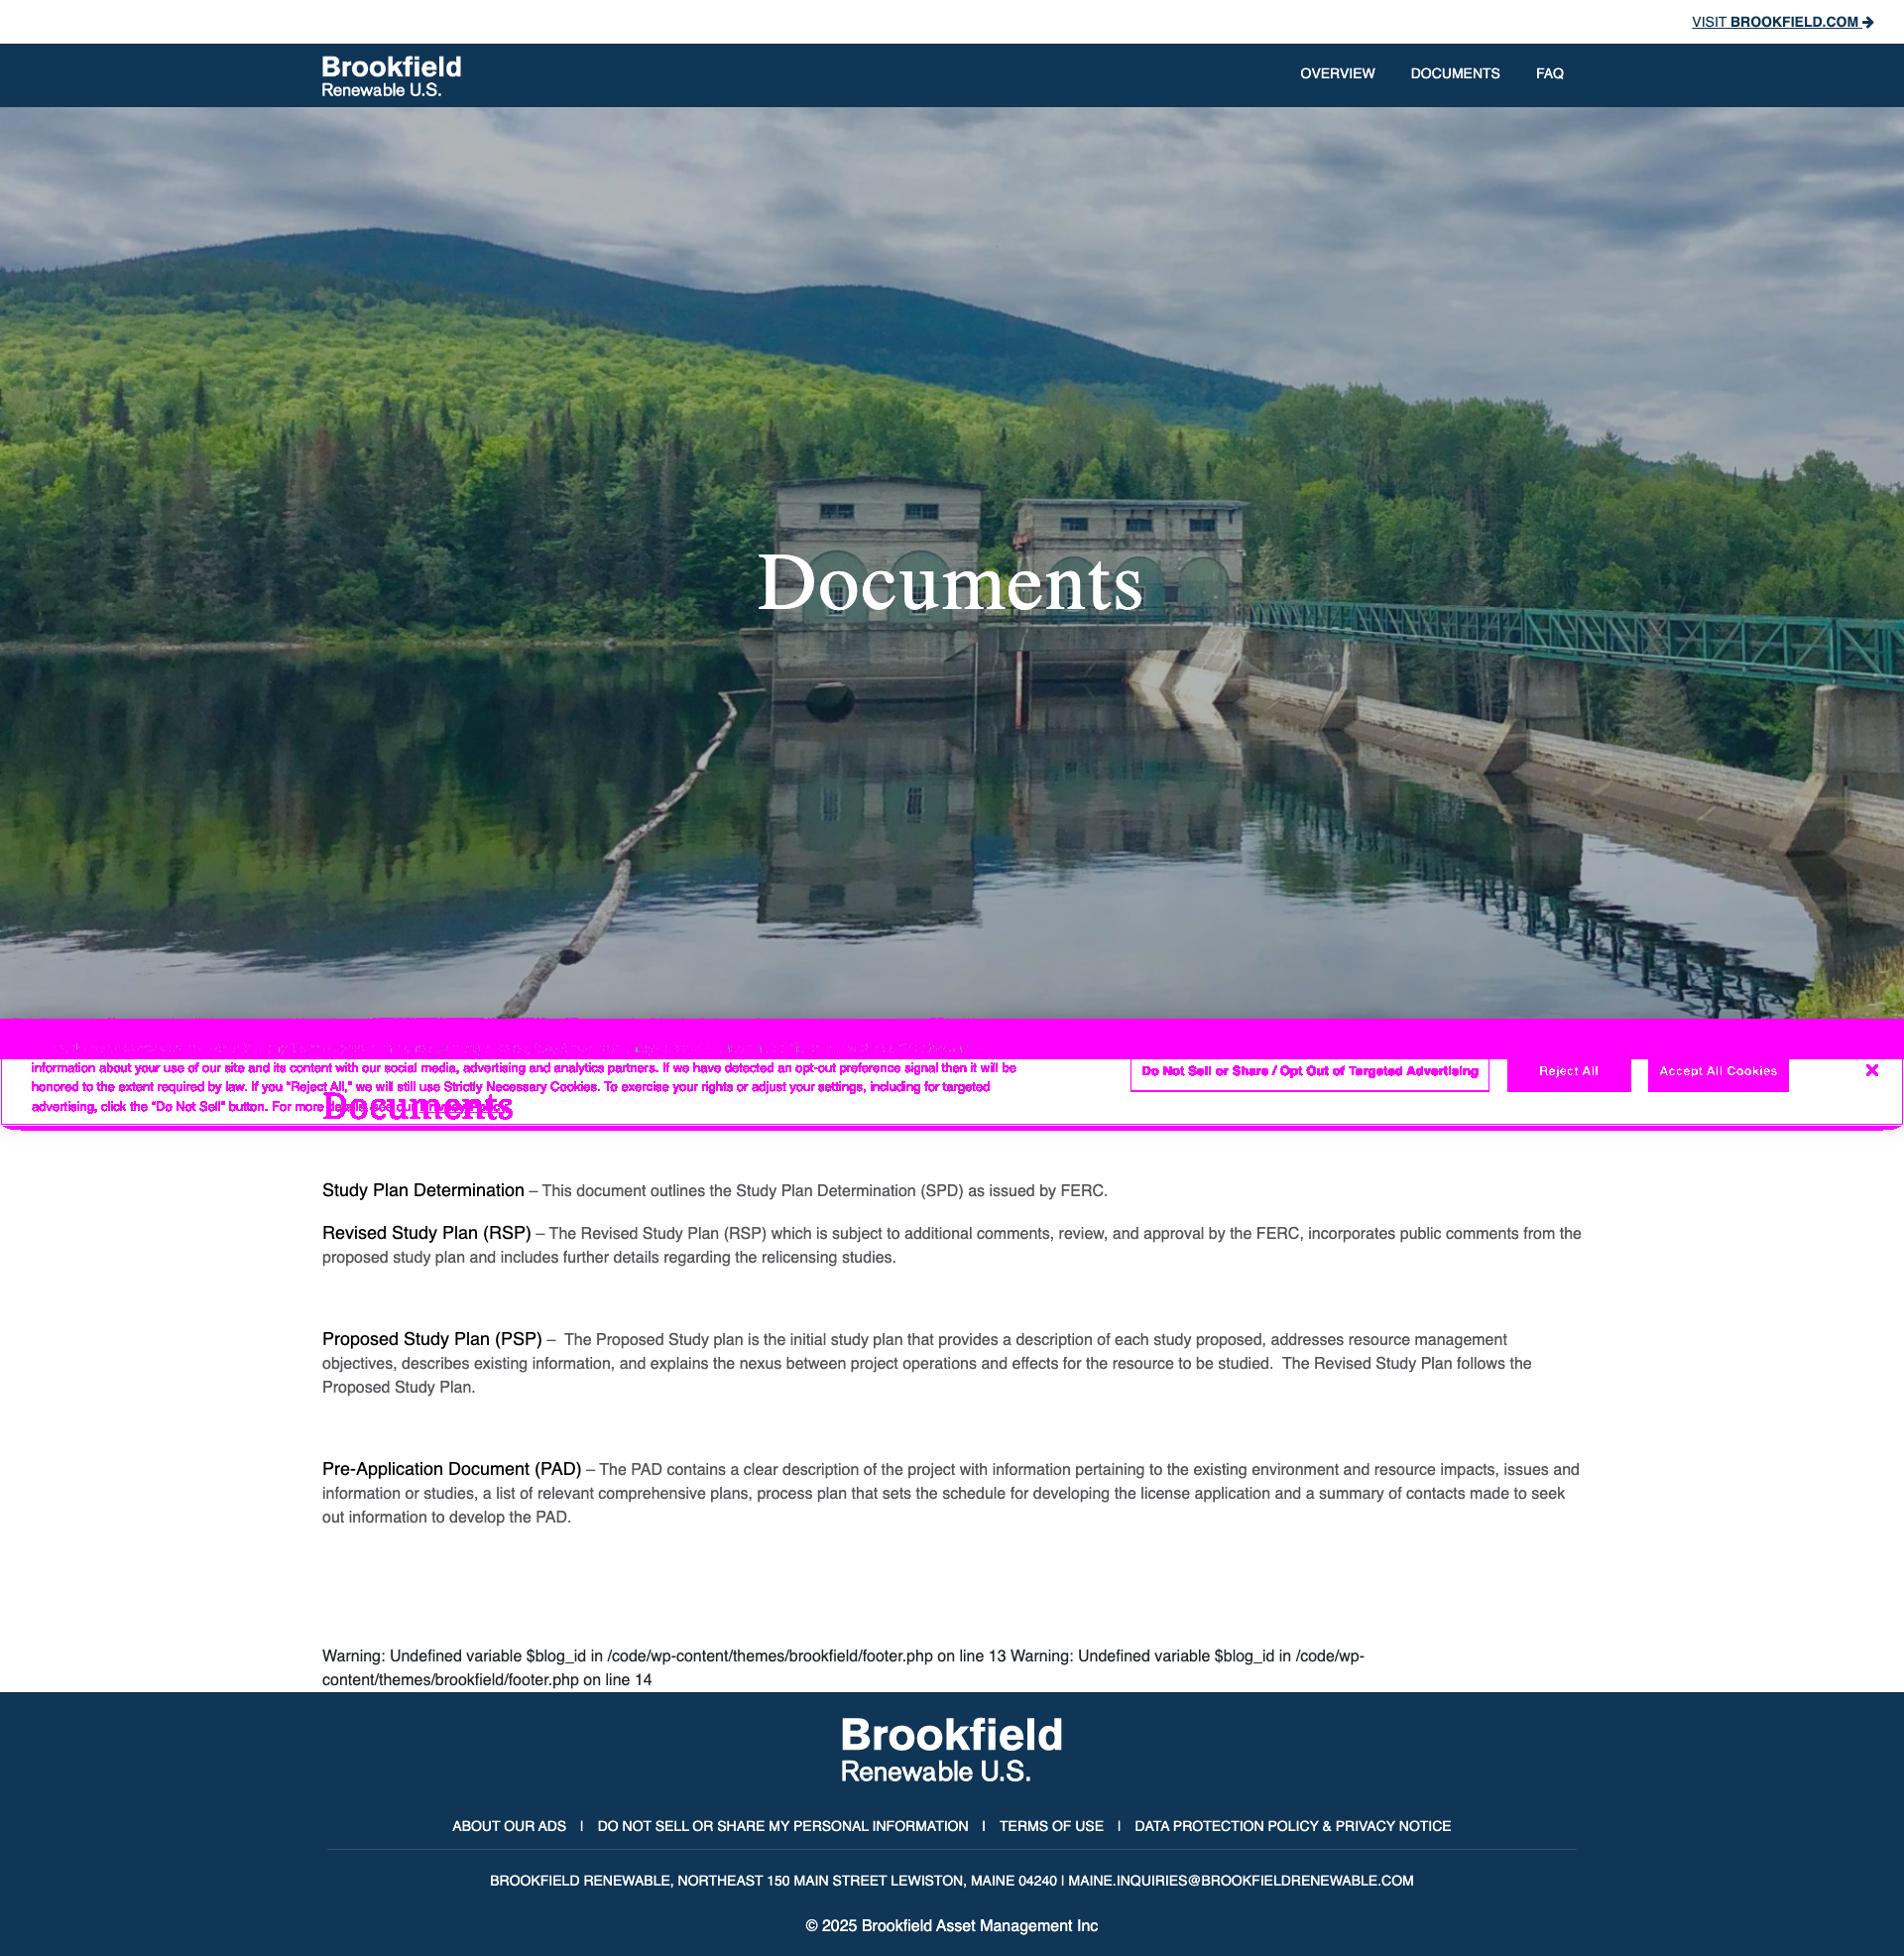 VISIT BROOKFIELD.COM
Brookfield
Renewable U.S.
OVERVIEW DOCUMENTS FAQ
Documents
information about your use of our site and its content with our social media, advertising and analytics partners. If we have detected an opt-out preference signal then it will be
honored to the extent required by law. If you “Reject All,” we will still use Strictly Necessary Cookies. To exercise your rights or adjust your settings, including for targeted
advertising, click the “Do Not Sell” button. For more details, see our
Do Not Sell or Share / Opt Out of Targeted Advertising
Reject All
Accept All Cookies
Documents
Study Plan Determination – This document outlines the Study Plan Determination (SPD) as issued by FERC.
Revised Study Plan (RSP) – The Revised Study Plan (RSP) which is subject to additional comments, review, and approval by the FERC, incorporates public comments from the
proposed study plan and includes further details regarding the relicensing studies.
Proposed Study Plan (PSP) – The Proposed Study plan is the initial study plan that provides a description of each study proposed, addresses resource management
objectives, describes existing information, and explains the nexus between project operations and effects for the resource to be studied. The Revised Study Plan follows the
Proposed Study Plan.
Pre-Application Document (PAD) – The PAD contains a clear description of the project with information pertaining to the existing environment and resource impacts, issues and
information or studies, a list of relevant comprehensive plans, process plan that sets the schedule for developing the license application and a summary of contacts made to seek
out information to develop the PAD.
Warning: Undefined variable $blog_id in /code/wp-content/themes/brookfield/footer.php on line 13 Warning: Undefined variable $blog_id in /code/wp-
content/themes/brookfield/footer.php on line 14
Brookfield
Renewable U.S.
ABOUT OUR ADS | DO NOT SELL OR SHARE MY PERSONAL INFORMATION | TERMS OF USE | DATA PROTECTION POLICY & PRIVACY NOTICE
BROOKFIELD RENEWABLE, NORTHEAST 150 MAIN STREET LEWISTON, MAINE 04240 | MAINE.INQUIRIES@BROOKFIELDRENEWABLE.COM
© 2025 Brookfield Asset Management Inc